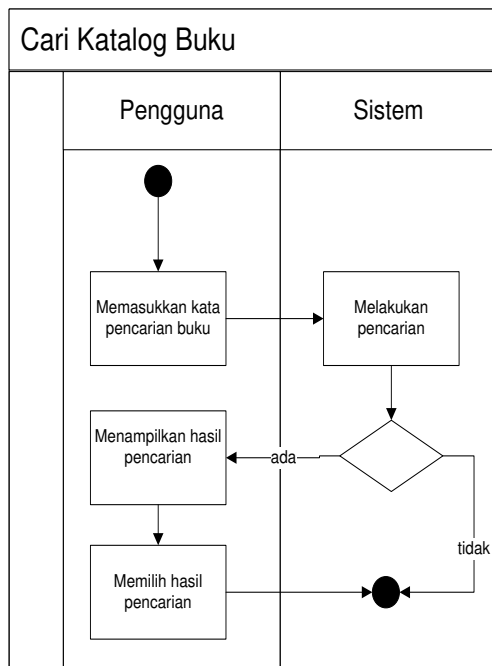 Cari Katalog Buku
Pengguna
Sistem
Memasukkan kata
pencarian buku
Melakukan
pencarian
Menampilkan hasil
pencarian
ada
tidak
Memilih hasil
pencarian